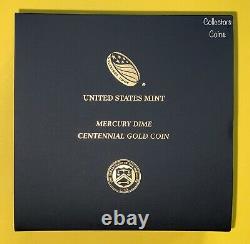 Collectors
Coins
UNITED STATES MINT
MERCURY DIME
CENTENNIAL GOLD COIN